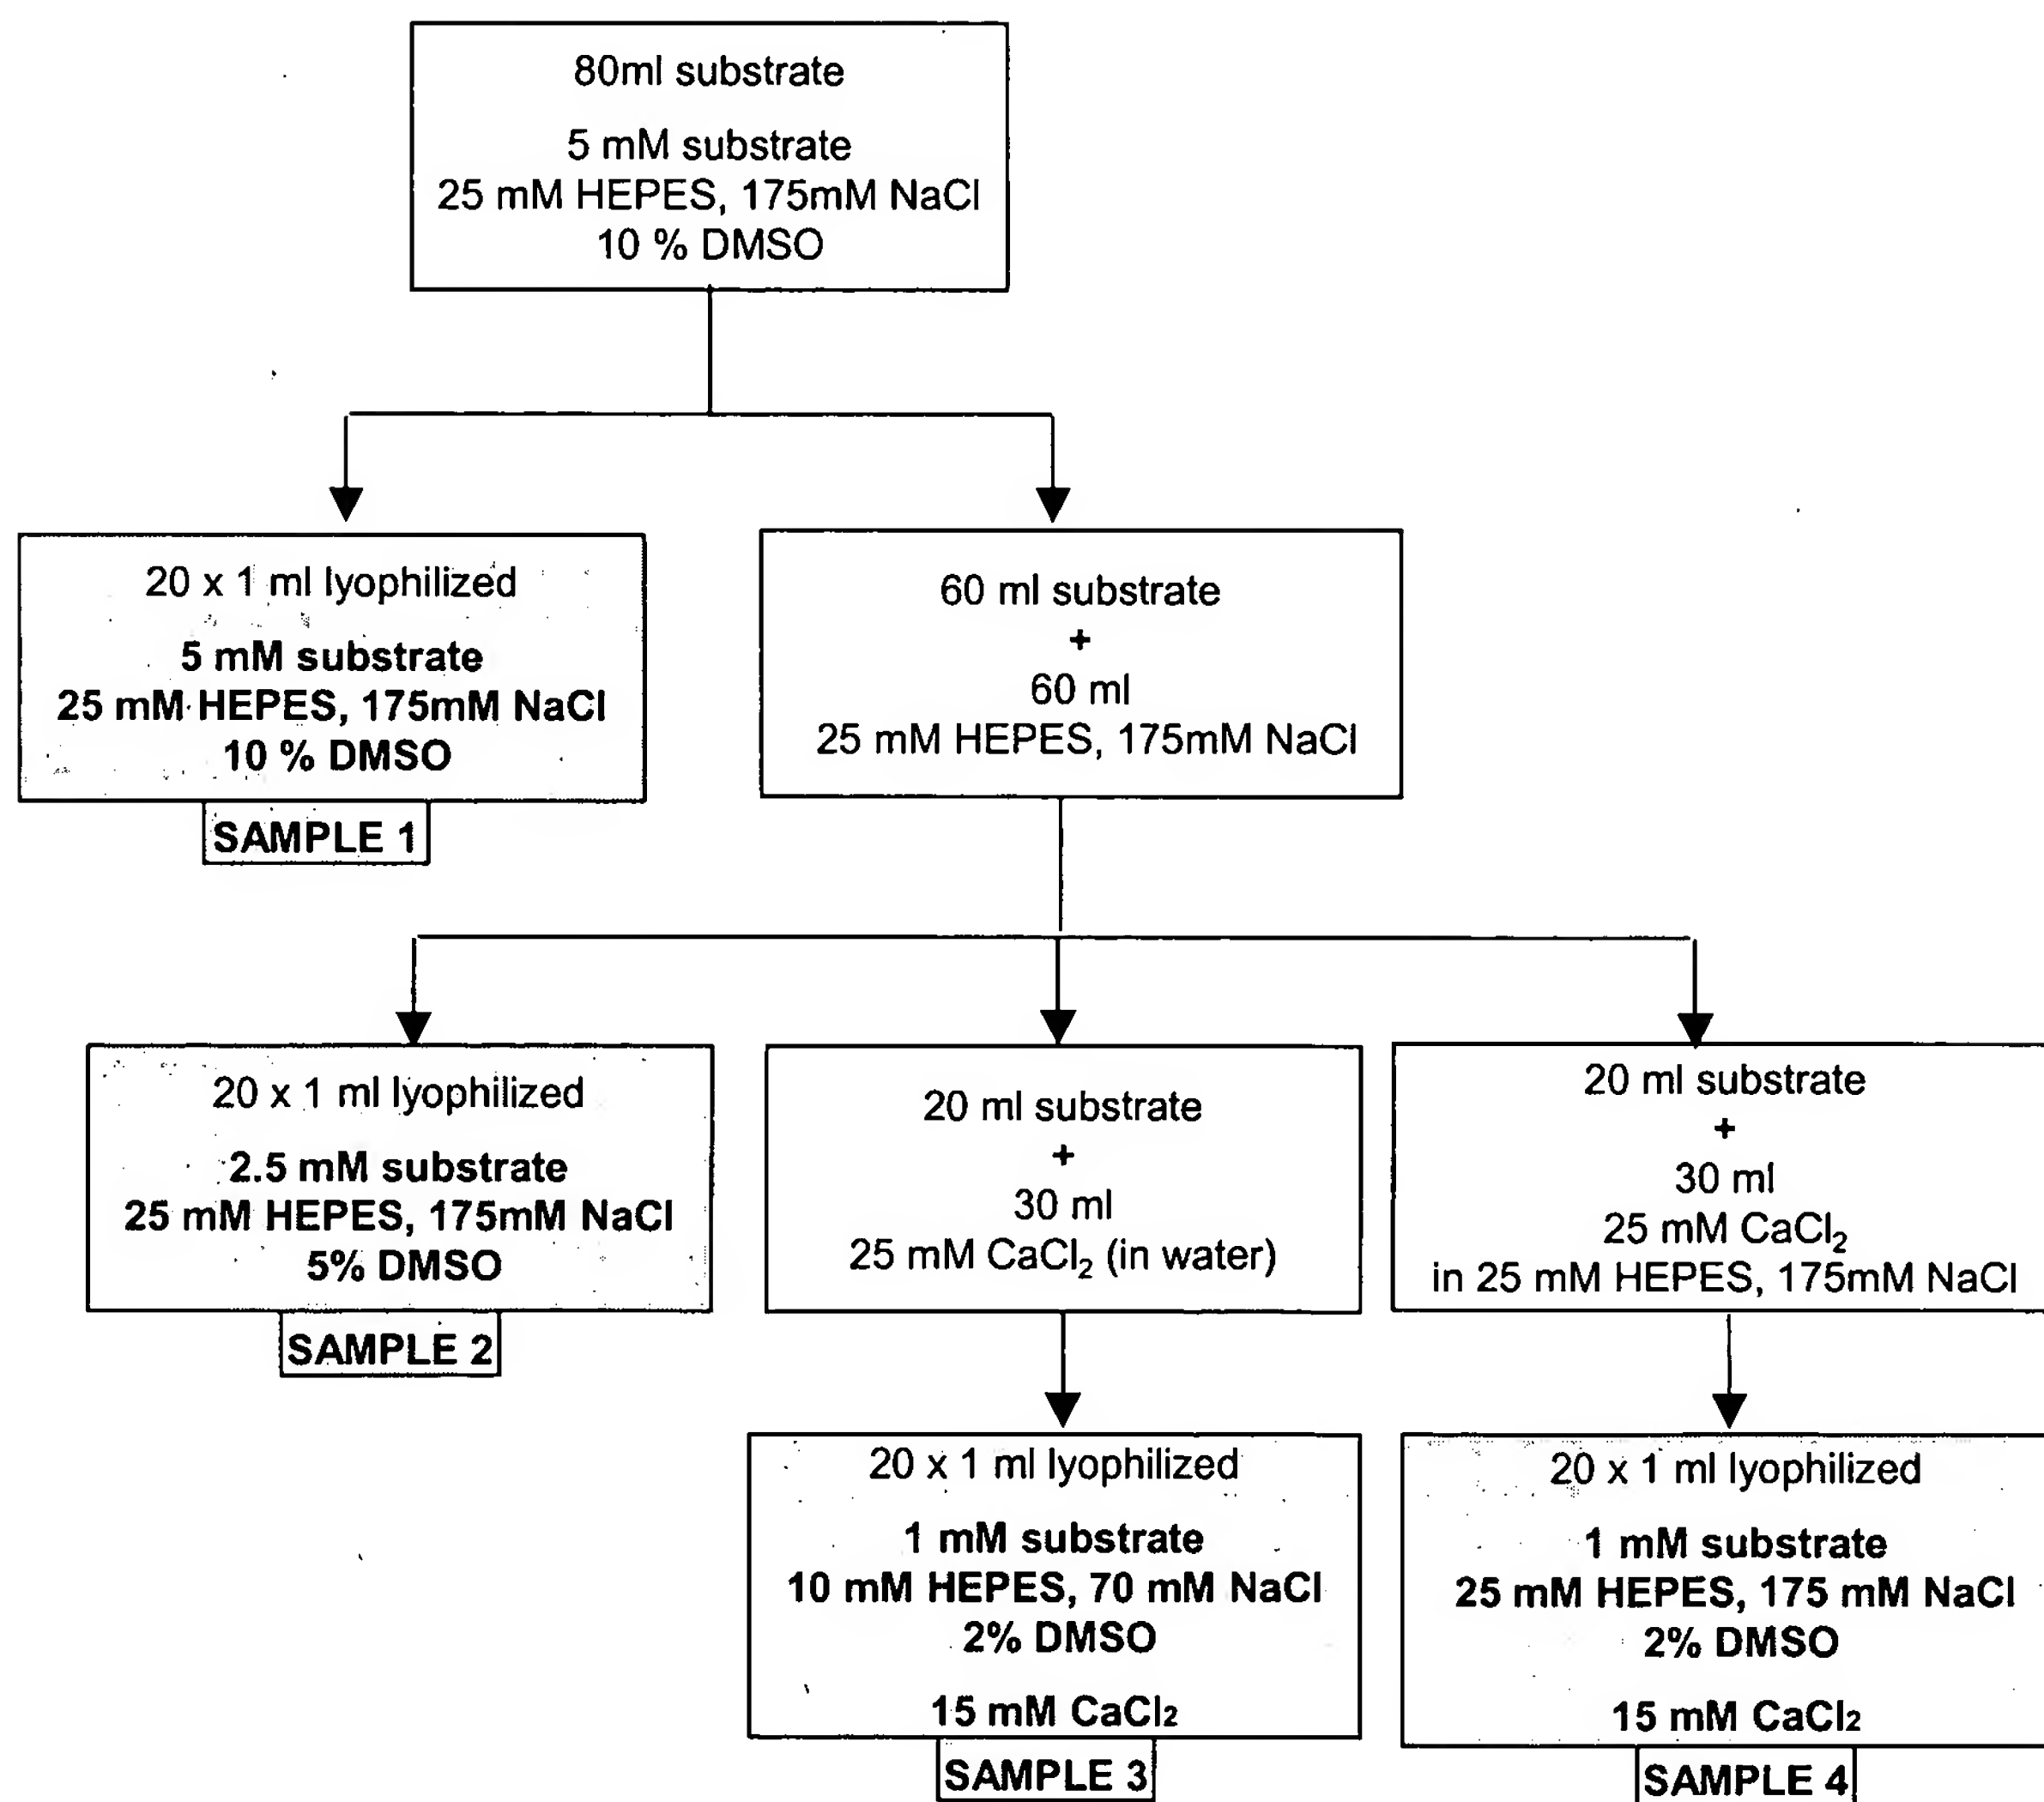 80ml substrate
5 mM substrate
25 mM HEPES, 175mM NaCl
10 % DMSO
20 x 1 ml lyophilized
5 mM substrate
25 mM HEPES, 175mM NaCl
10 % DMSO
SAMPLE 1
60 ml substrate
+
60 ml
25 mM HEPES, 175mM NaCl
20 x 1 ml lyophilized
2.5 mM substrate
25 mM HEPES, 175mM NaCl
5% DMSO
SAMPLE 2
20 ml substrate
+
30 ml
25 mM CaCl₂ (in water)
20 ml substrate
+
30 ml
25 mM CaCl₂
in 25 mM HEPES, 175mM NaCl
20 x 1 ml lyophilized
1 mM substrate
10 mM HEPES, 70 mM NaCl
2% DMSO
15 mM CaCl₂
SAMPLE 3
20 x 1 ml lyophilized
1 mM substrate
25 mM HEPES, 175 mM NaCl
2% DMSO
15 mM CaCl₂
SAMPLE 4